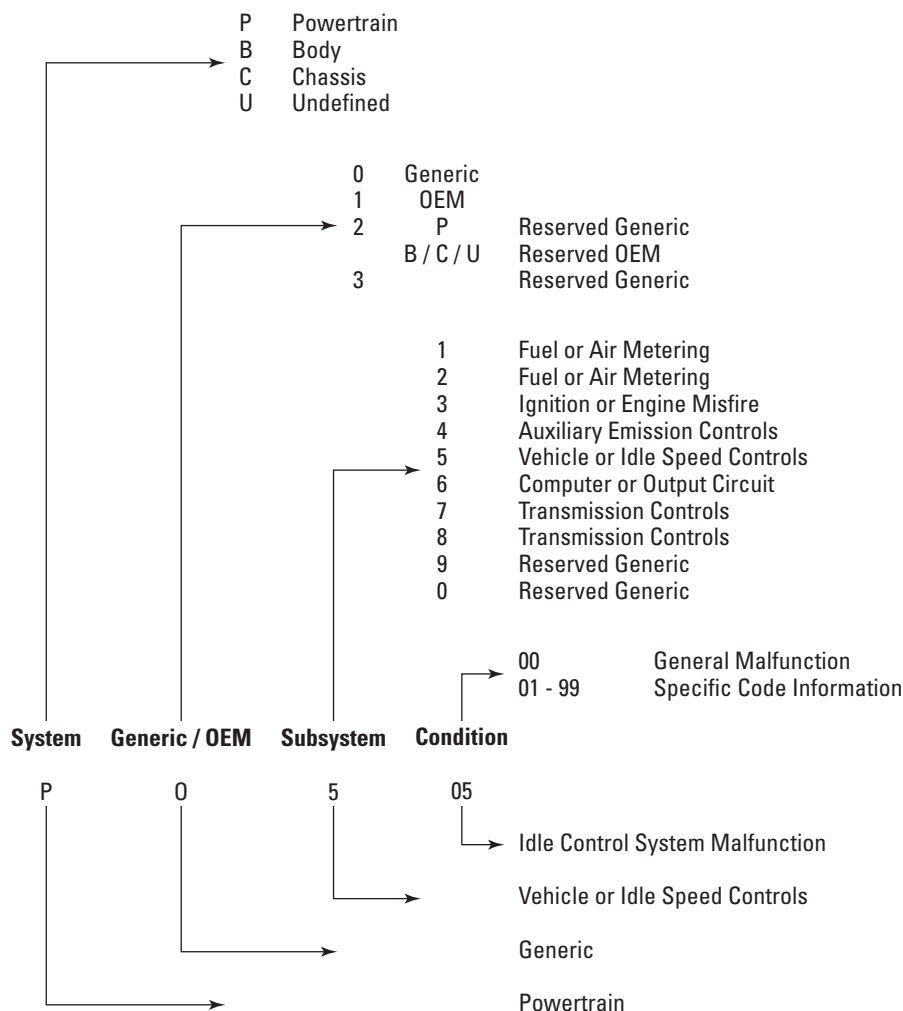 P Powertrain
B Body
C Chassis
U Undefined
0 Generic
1 OEM
2 P Reserved Generic
B / C / U Reserved OEM
3 Reserved Generic
1 Fuel or Air Metering
2 Fuel or Air Metering
3 Ignition or Engine Misfire
4 Auxiliary Emission Controls
5 Vehicle or Idle Speed Controls
6 Computer or Output Circuit
7 Transmission Controls
8 Transmission Controls
9 Reserved Generic
0 Reserved Generic
00 General Malfunction
01 - 99 Specific Code Information
System Generic / OEM Subsystem Condition
P 0 5 05
Idle Control System Malfunction
Vehicle or Idle Speed Controls
Generic
Powertrain